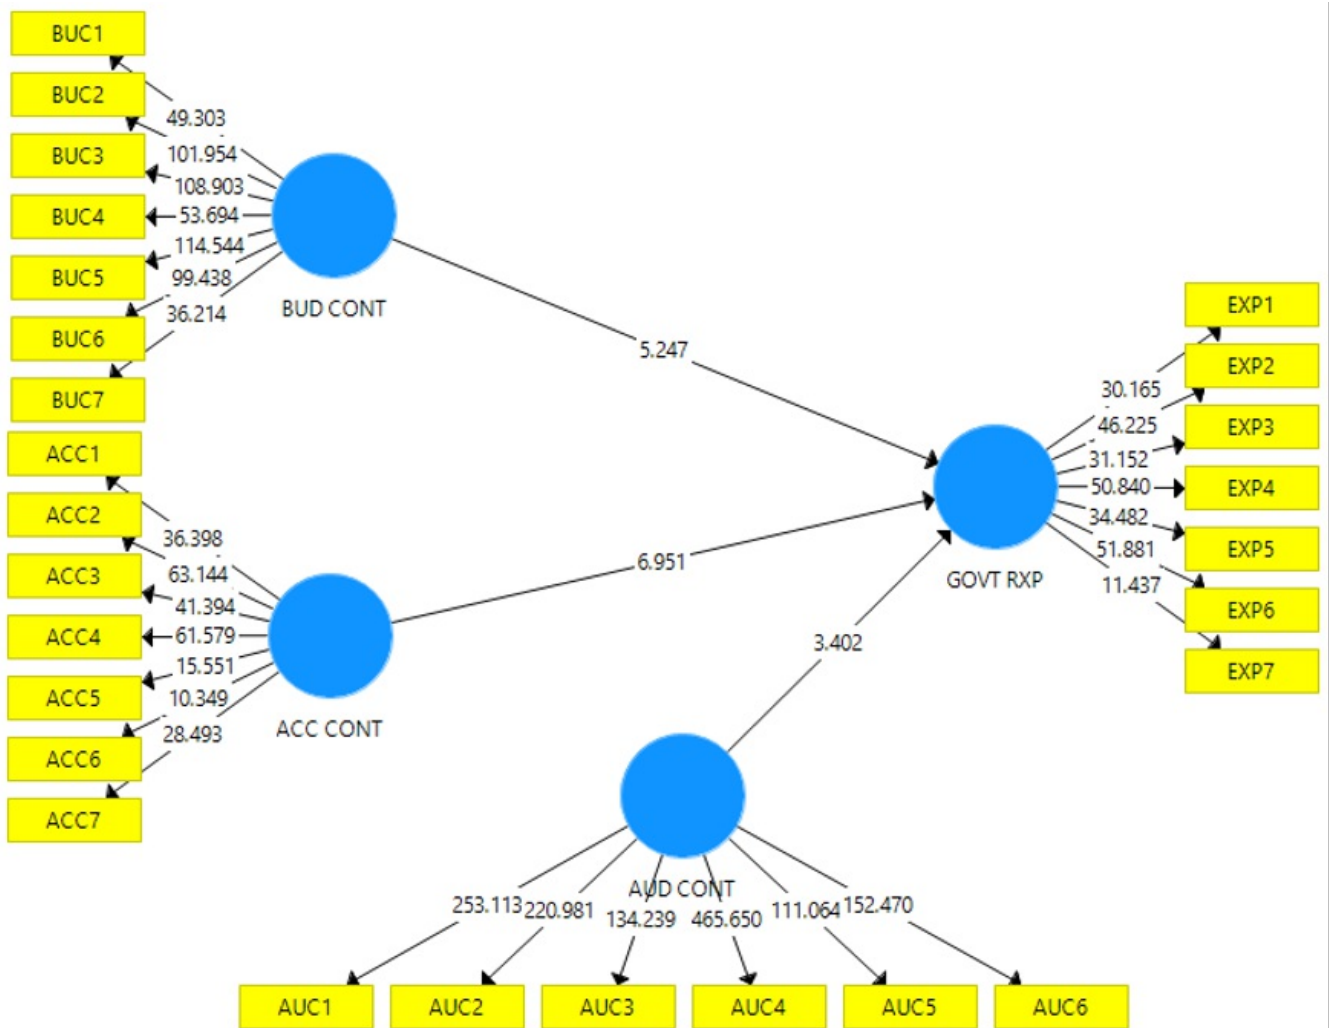 BUC1
BUC2
BUC3
BUC4
BUC5
BUC6
BUC7
49.303
101.954
108.903
53.694
114.544
99.438
36.214
BUD CONT
5.247
ACC1
ACC2
ACC3
ACC4
ACC5
ACC6
ACC7
36.398
63.144
41.394
61.579
15.551
10.349
28.493
ACC CONT
6.951
GOVT RXP
30.165
46.225
31.152
50.840
34.482
51.881
11.437
EXP1
EXP2
EXP3
EXP4
EXP5
EXP6
EXP7
3.402
AUD CONT
253.113
220.981
134.239
465.650
111.064
152.470
AUC1
AUC2
AUC3
AUC4
AUC5
AUC6